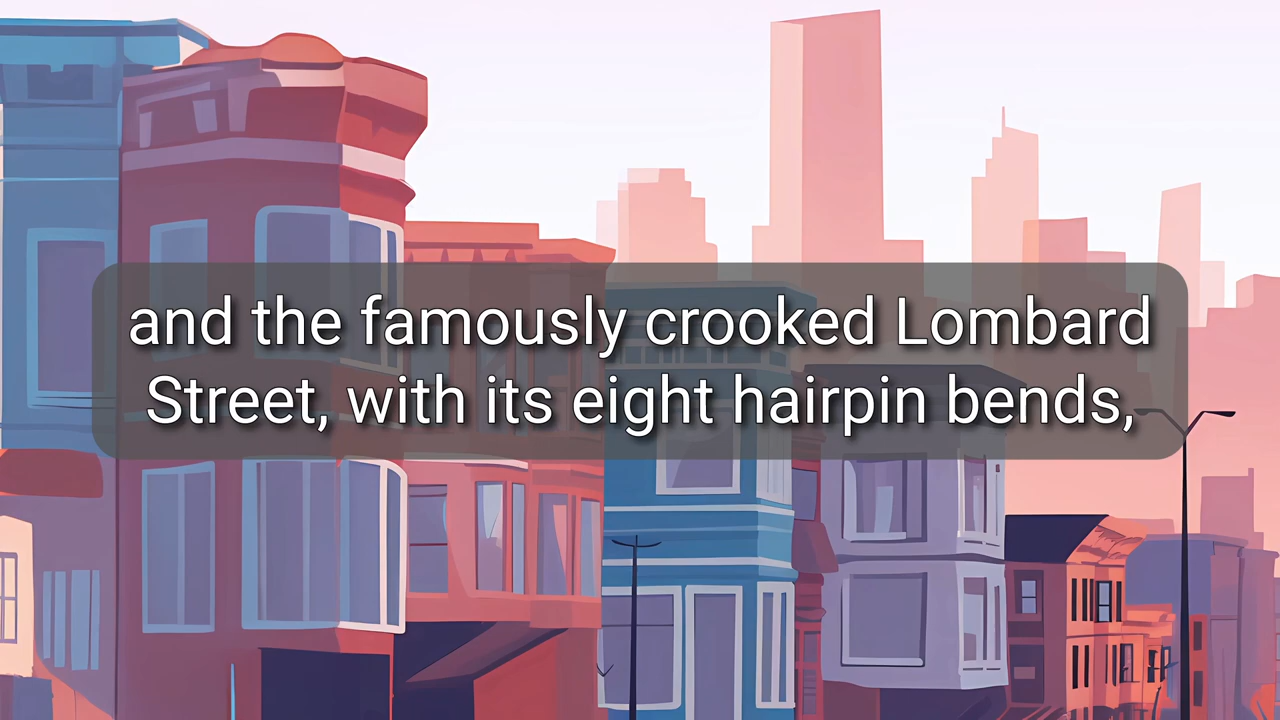 and the famously crooked Lombard
Street, with its eight hairpin bends,